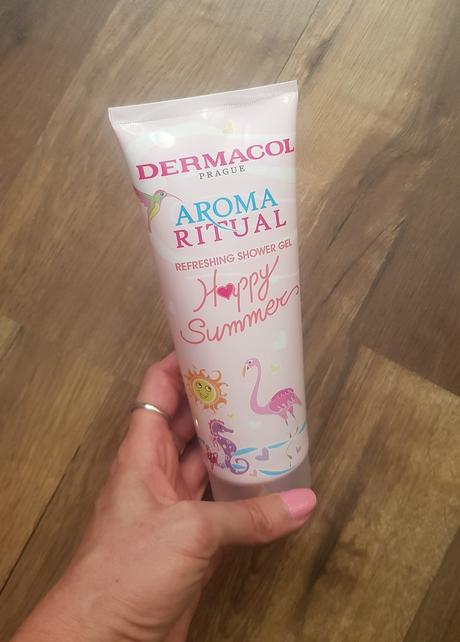 DERMACOL
PRAGUE
AROMA
RITUAL
REFRESHING SHOWER GEL
Happy
Summer